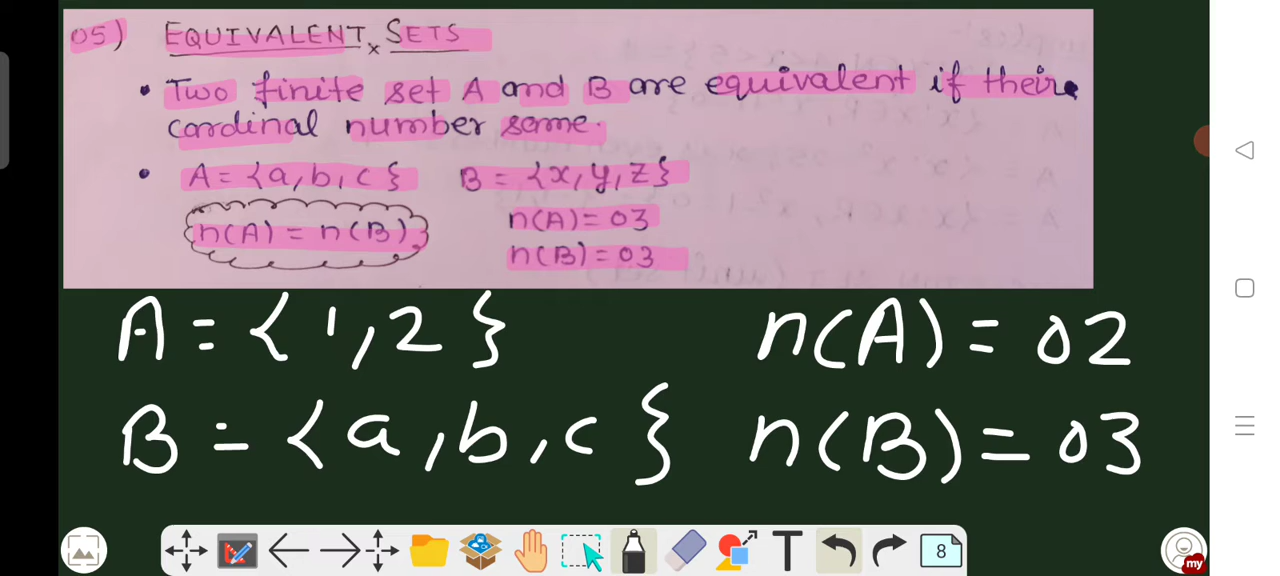 05) EQUIVALENT SETS
• Two finite set A and B are equivalent if their
cardinal number same.
• A = {a, b, c} B = {x, y, z}
n(A) = n(B) n(A) = 03
n(B) = 03
A = {1, 2} n(A) = 02
B = {a, b, c} n(B) = 03
T 8
my